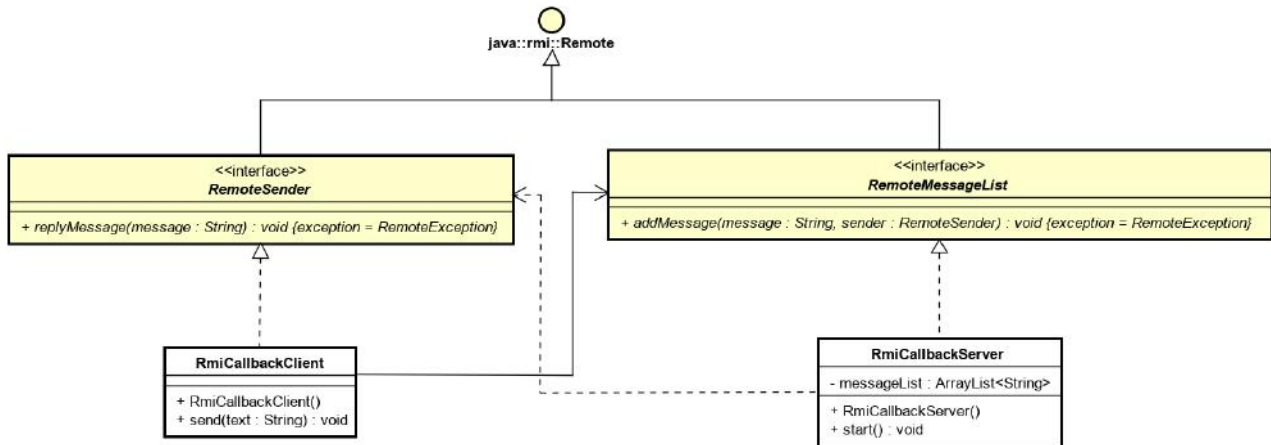 java::rmi::Remote
<<interface>>
RemoteSender
+ replyMessage(message : String) : void {exception = RemoteException}
<<interface>>
RemoteMessageList
+ addMessage(message : String, sender : RemoteSender) : void {exception = RemoteException}
RmiCallbackClient
+ RmiCallbackClient()
+ send(text : String) : void
RmiCallbackServer
- messageList : ArrayList<String>
+ RmiCallbackServer()
+ start() : void